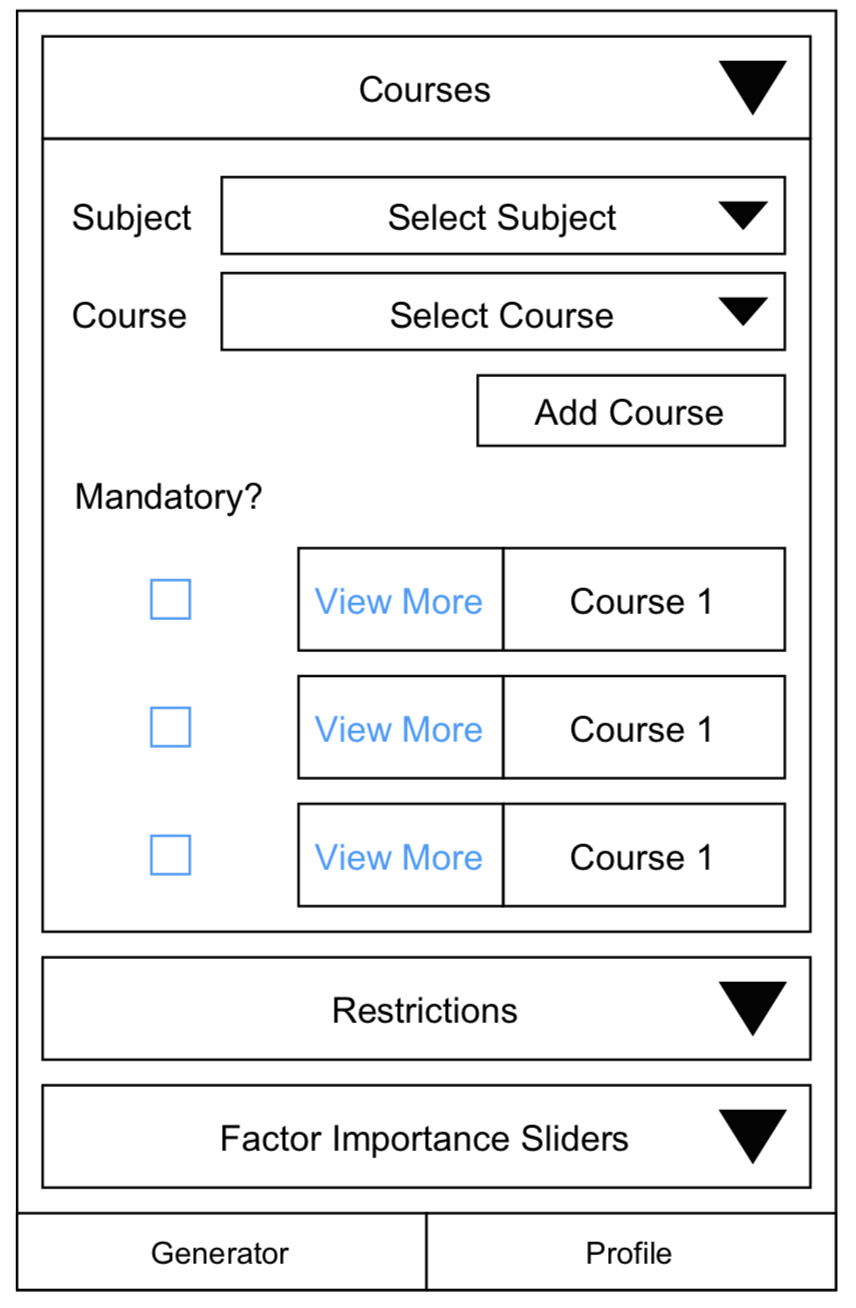 Courses
Subject Select Subject
Course Select Course
Add Course
Mandatory?
View More Course 1
View More Course 1
View More Course 1
Restrictions
Factor Importance Sliders
Generator Profile